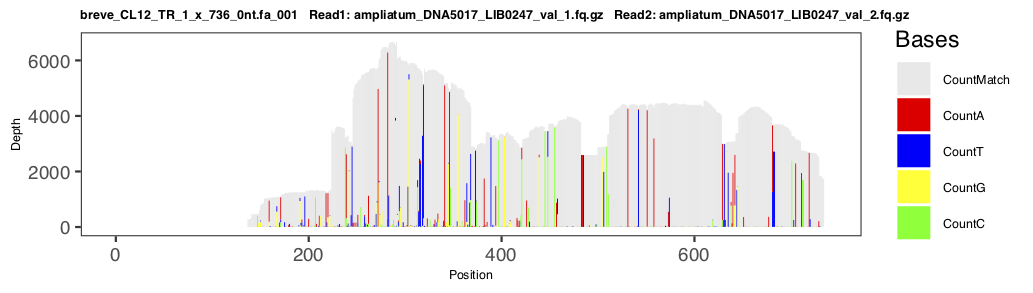 breve_CL12_TR_1_x_736_0nt.fa_001 Read1: ampliatum_DNA5017_LIB0247_val_1.fq.gz Read2: ampliatum_DNA5017_LIB0247_val_2.fq.gz
Bases
CountMatch
CountA
CountT
CountG
CountC
Depth
6000
4000
2000
0
0 200 400 600
Position